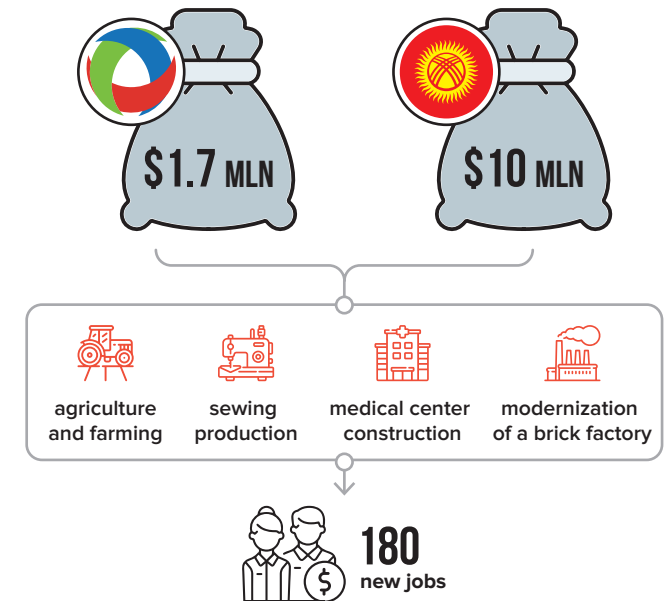 $1.7 MLN
$10 MLN
agriculture
and farming
sewing
production
medical center
construction
modernization
of a brick factory
$
180
new jobs